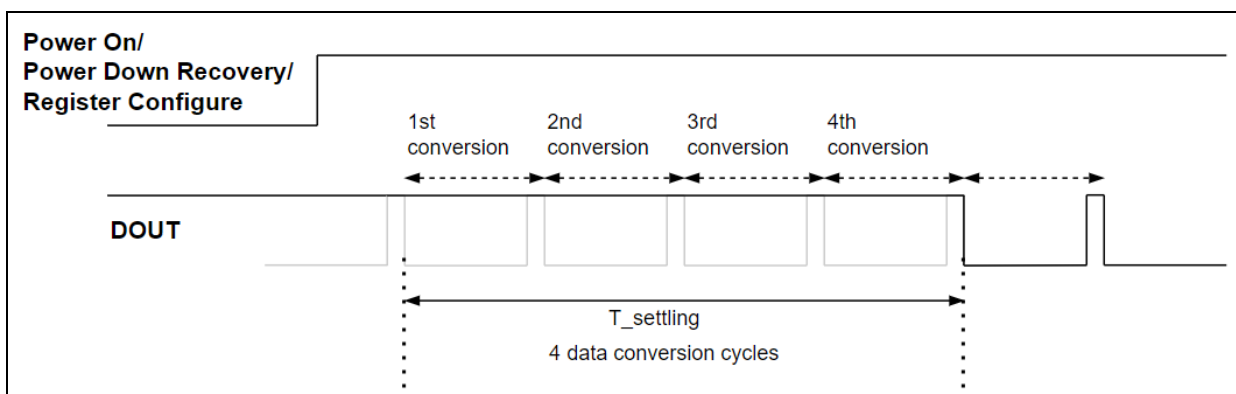 Power On/
Power Down Recovery/
Register Configure
1st
conversion
2nd
conversion
3rd
conversion
4th
conversion
DOUT
T_settling
4 data conversion cycles